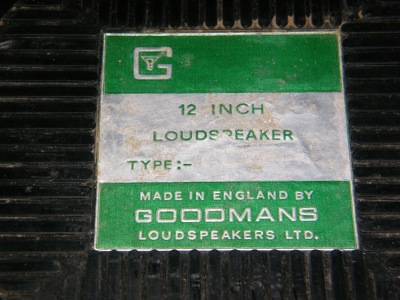 G
12 INCH
LOUDSPEAKER
TYPE:-
MADE IN ENGLAND BY
GOODMANS
LOUDSPEAKERS LTD.